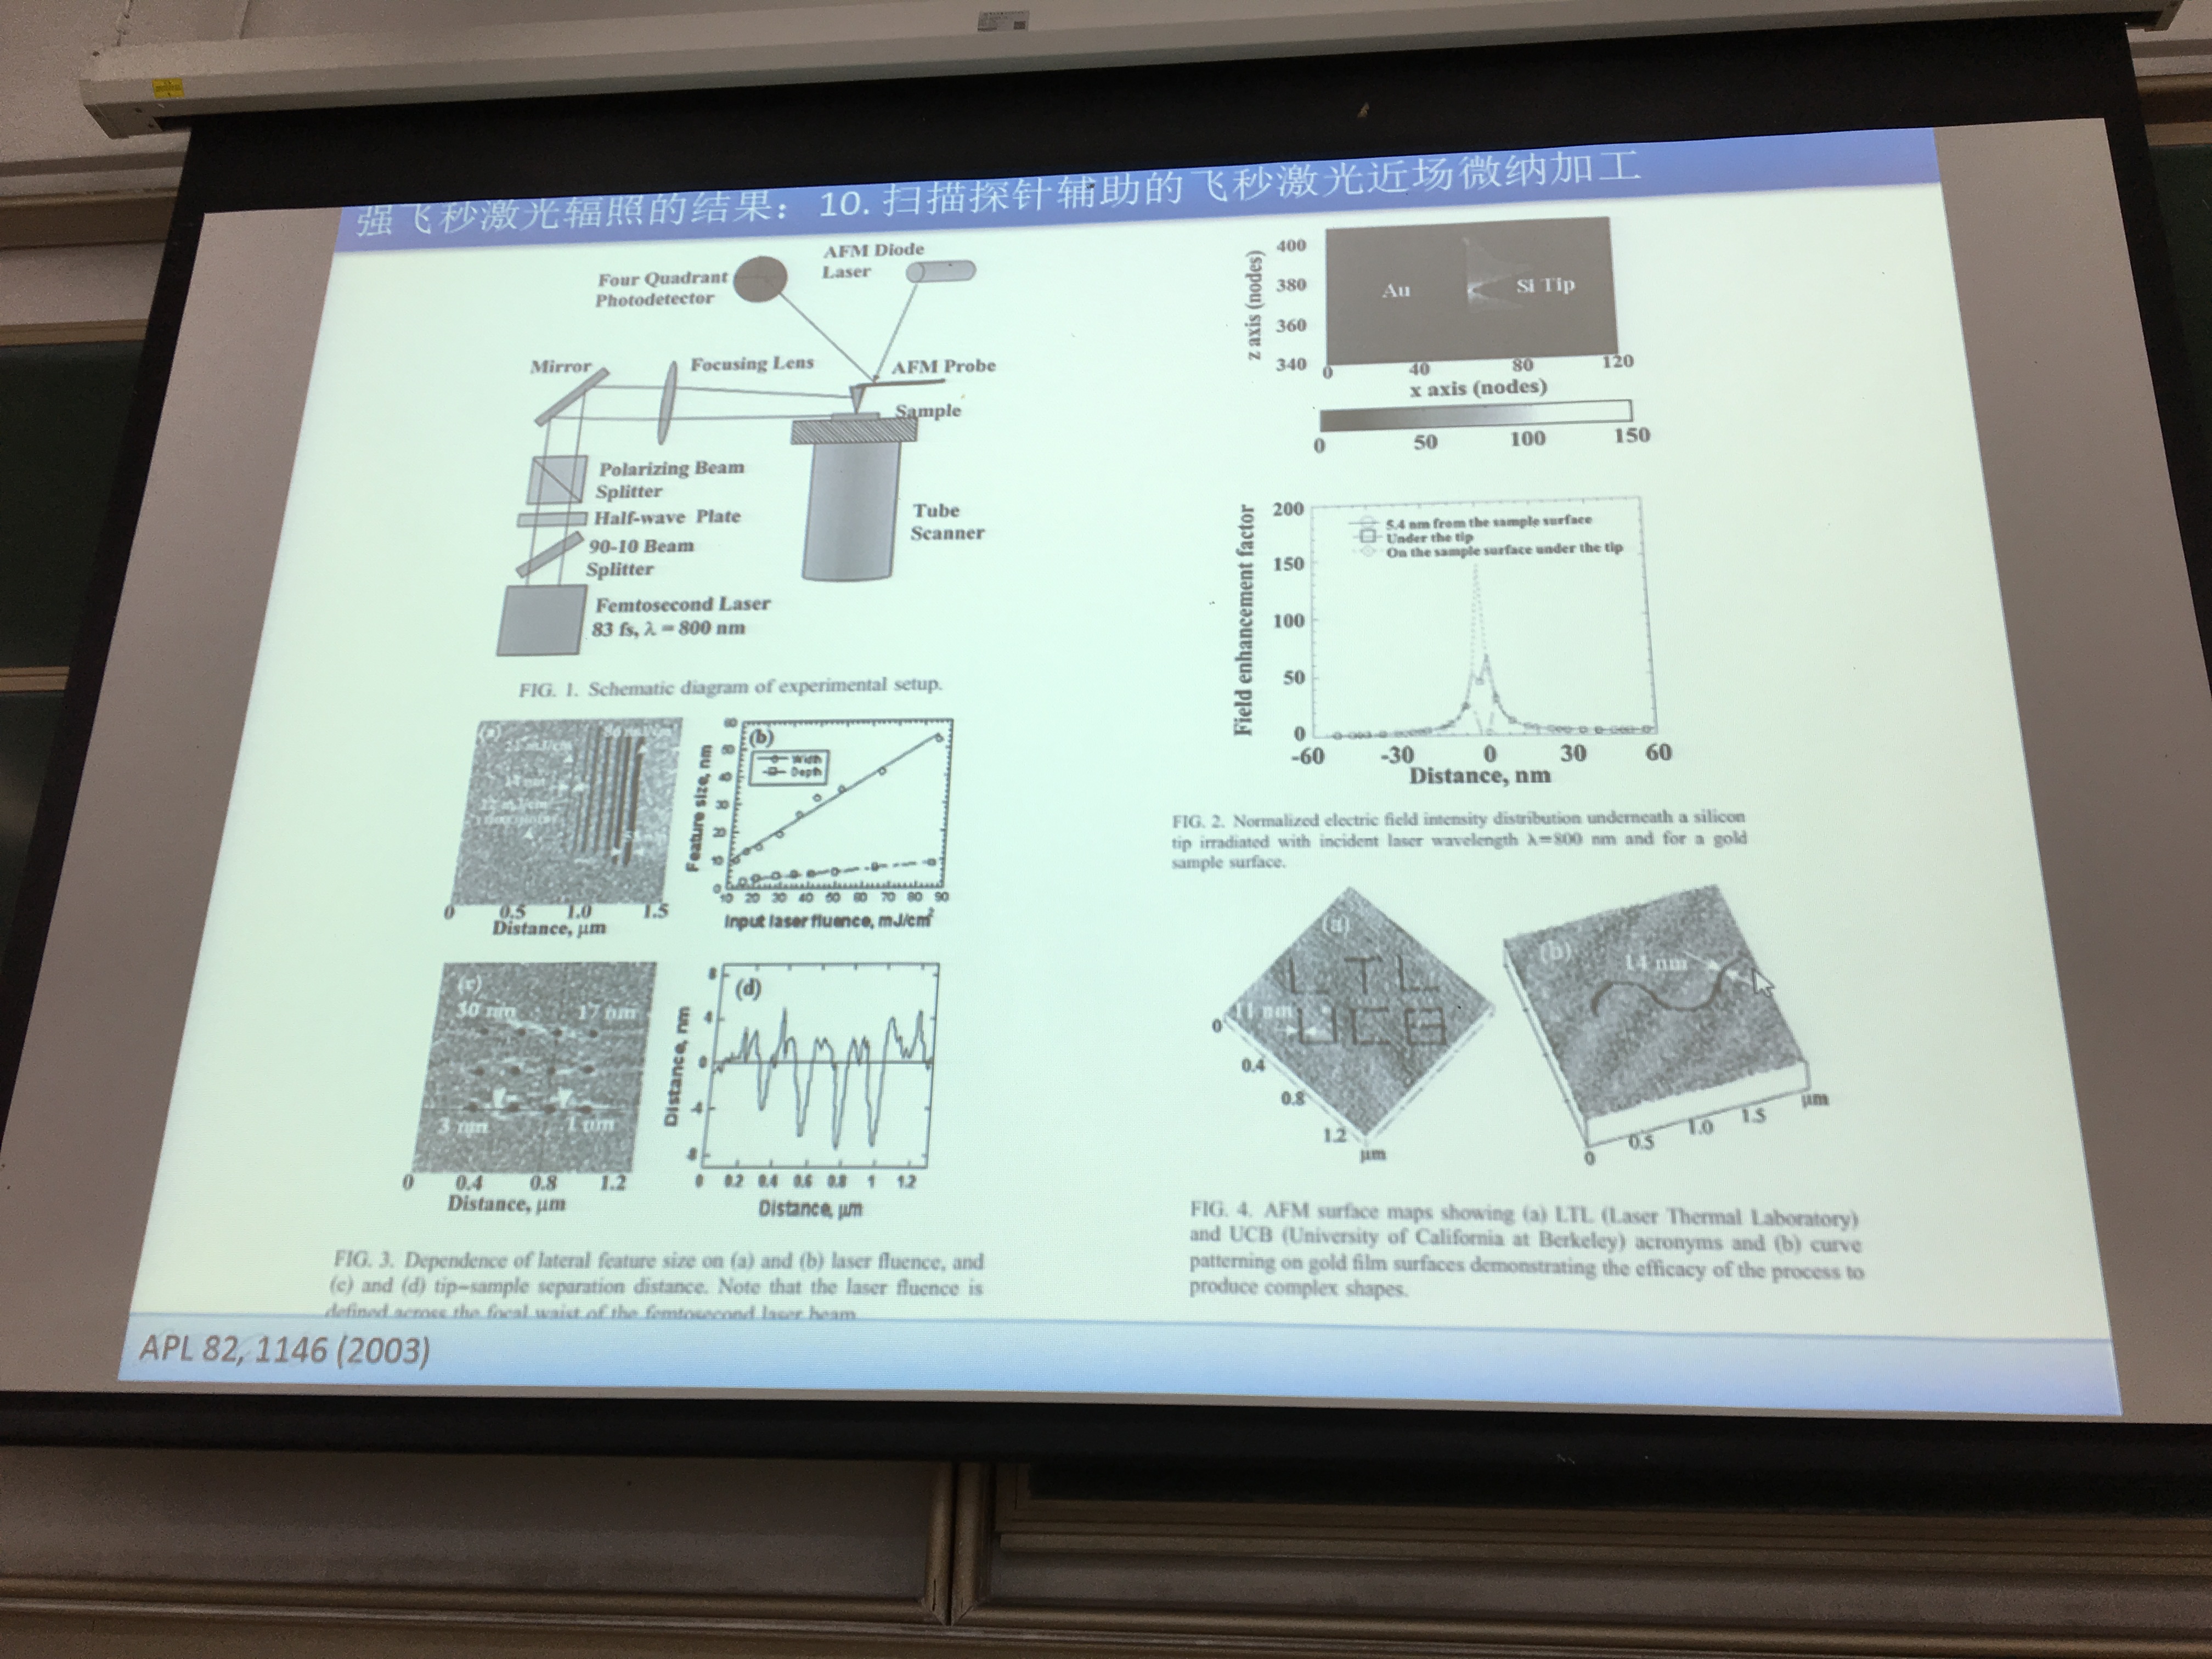 强飞秒激光辐照的结果：10. 扫描探针辅助的飞秒激光近场微纳加工
Four Quadrant
Photodetector
AFM Diode
Laser
Mirror
Focusing Lens
AFM Probe
Sample
Polarizing Beam
Splitter
Half-wave Plate
90-10 Beam
Splitter
Tube
Scanner
Femtosecond Laser
83 fs, λ = 800 nm
FIG. 1. Schematic diagram of experimental setup.
z axis (nodes)
400
380
360
340
Au
Si Tip
0 40 80 120
x axis (nodes)
0 50 100 150
Field enhancement factor
200
150
100
50
0
5.4 nm from the sample surface
Under the tip
On the sample surface under the tip
-60 -30 0 30 60
Distance, nm
FIG. 2. Normalized electric field intensity distribution underneath a silicon
tip irradiated with incident laser wavelength λ=800 nm and for a gold
sample surface.
(a)
0 0.5 1.0 1.5
Distance, μm
(b)
Width
Depth
Feature size, nm
60
50
40
30
20
10
0
10 20 30 40 50 60 70 80 90
Input laser fluence, mJ/cm²
(c)
30 nm 17 nm
3 nm 1 nm
0 0.4 0.8 1.2
Distance, μm
(d)
Distance, nm
8
4
0
-4
-8
0 0.2 0.4 0.6 0.8 1 1.2
Distance, μm
FIG. 3. Dependence of lateral feature size on (a) and (b) laser fluence, and
(c) and (d) tip–sample separation distance. Note that the laser fluence is
defined across the focal waist of the femtosecond laser beam
(a)
LTL
11 nm
UCB
0
0.4
0.8
1.2
μm
(b)
14 nm
0 0.5 1.0 1.5 μm
FIG. 4. AFM surface maps showing (a) LTL (Laser Thermal Laboratory)
and UCB (University of California at Berkeley) acronyms and (b) curve
patterning on gold film surfaces demonstrating the efficacy of the process to
produce complex shapes.
APL 82, 1146 (2003)